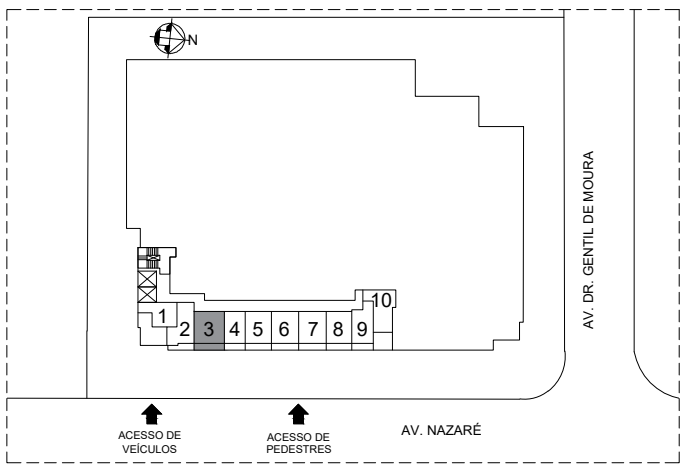 N
AV. DR. GENTIL DE MOURA
10
1
2
3
4
5
6
7
8
9
ACESSO DE
VEÍCULOS
ACESSO DE
PEDESTRES
AV. NAZARÉ